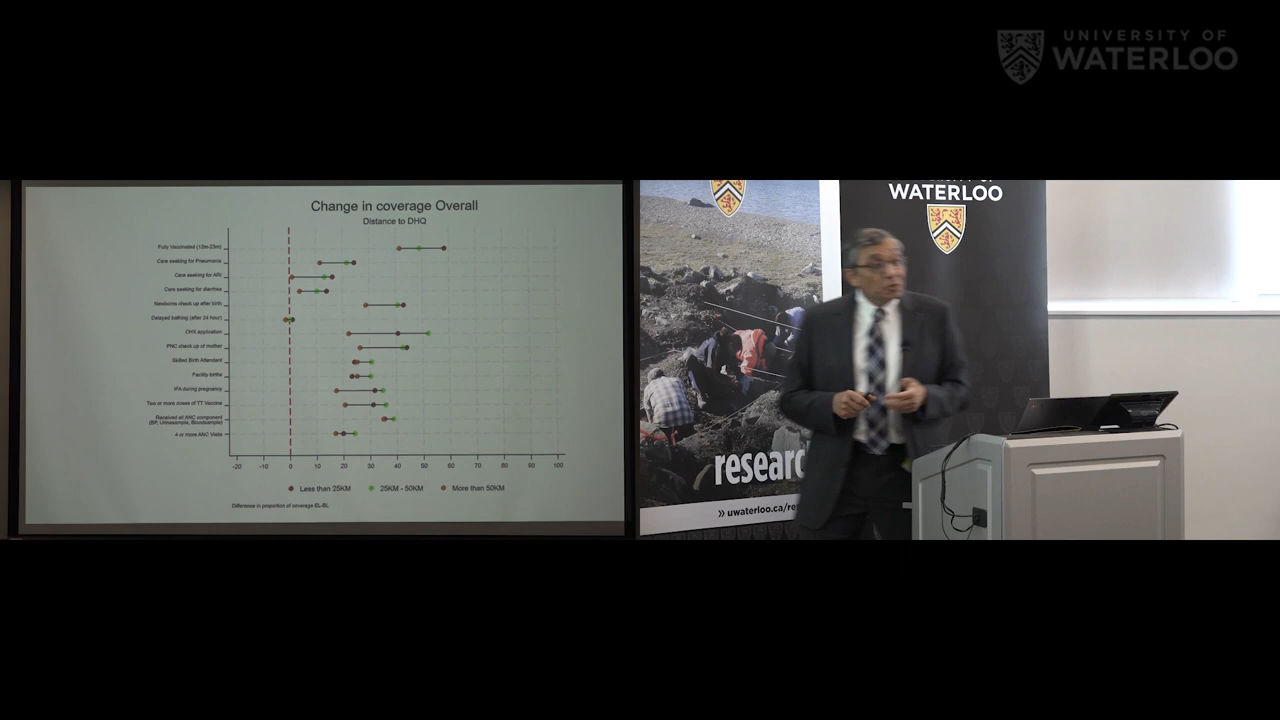 UNIVERSITY OF
WATERLOO
Change in coverage Overall
Distance to DHQ
Fully Vaccinated (12m-23m)
Care seeking for Pneumonia
Care seeking for ARI
Care seeking for diarrhea
Newborns check up after birth
Delayed bathing (after 24 hour)
CHX application
PNC check up of mother
Skilled Birth Attendant
Facility births
IFA during pregnancy
Two or more doses of TT Vaccine
Received all ANC component
(BP, Urinesample, Bloodsample)
4 or more ANC Visits
-20 -10 0 10 20 30 40 50 60 70 80 90 100
Less than 25KM 25KM - 50KM More than 50KM
Difference in proportion of coverage EL-BL
WATERLOO
researc
» uwaterloo.ca/re